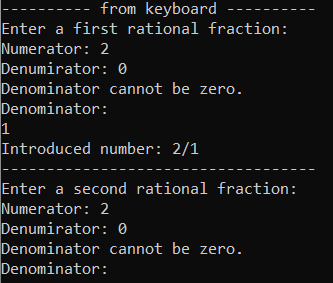 ---------- from keyboard ----------
Enter a first rational fraction:
Numerator: 2
Denumirator: 0
Denominator cannot be zero.
Denominator:
1
Introduced number: 2/1
-----------------------------------
Enter a second rational fraction:
Numerator: 2
Denumirator: 0
Denominator cannot be zero.
Denominator: